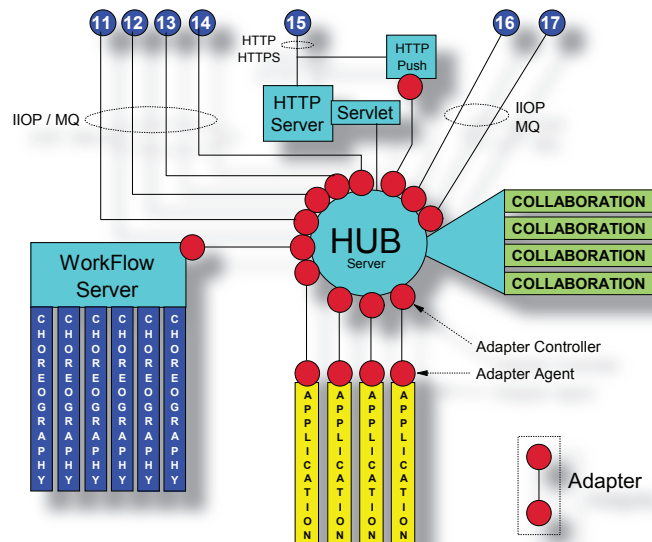 11 12 13 14 15 16 17
HTTP
HTTPS
HTTP
Push
IIOP / MQ
HTTP
Server
Servlet
IIOP
MQ
HUB
Server
COLLABORATION
COLLABORATION
COLLABORATION
COLLABORATION
WorkFlow
Server
CHOREOGRAPHY
CHOREOGRAPHY
CHOREOGRAPHY
CHOREOGRAPHY
CHOREOGRAPHY
CHOREOGRAPHY
Adapter Controller
Adapter Agent
APPLICATION
APPLICATION
APPLICATION
APPLICATION
Adapter